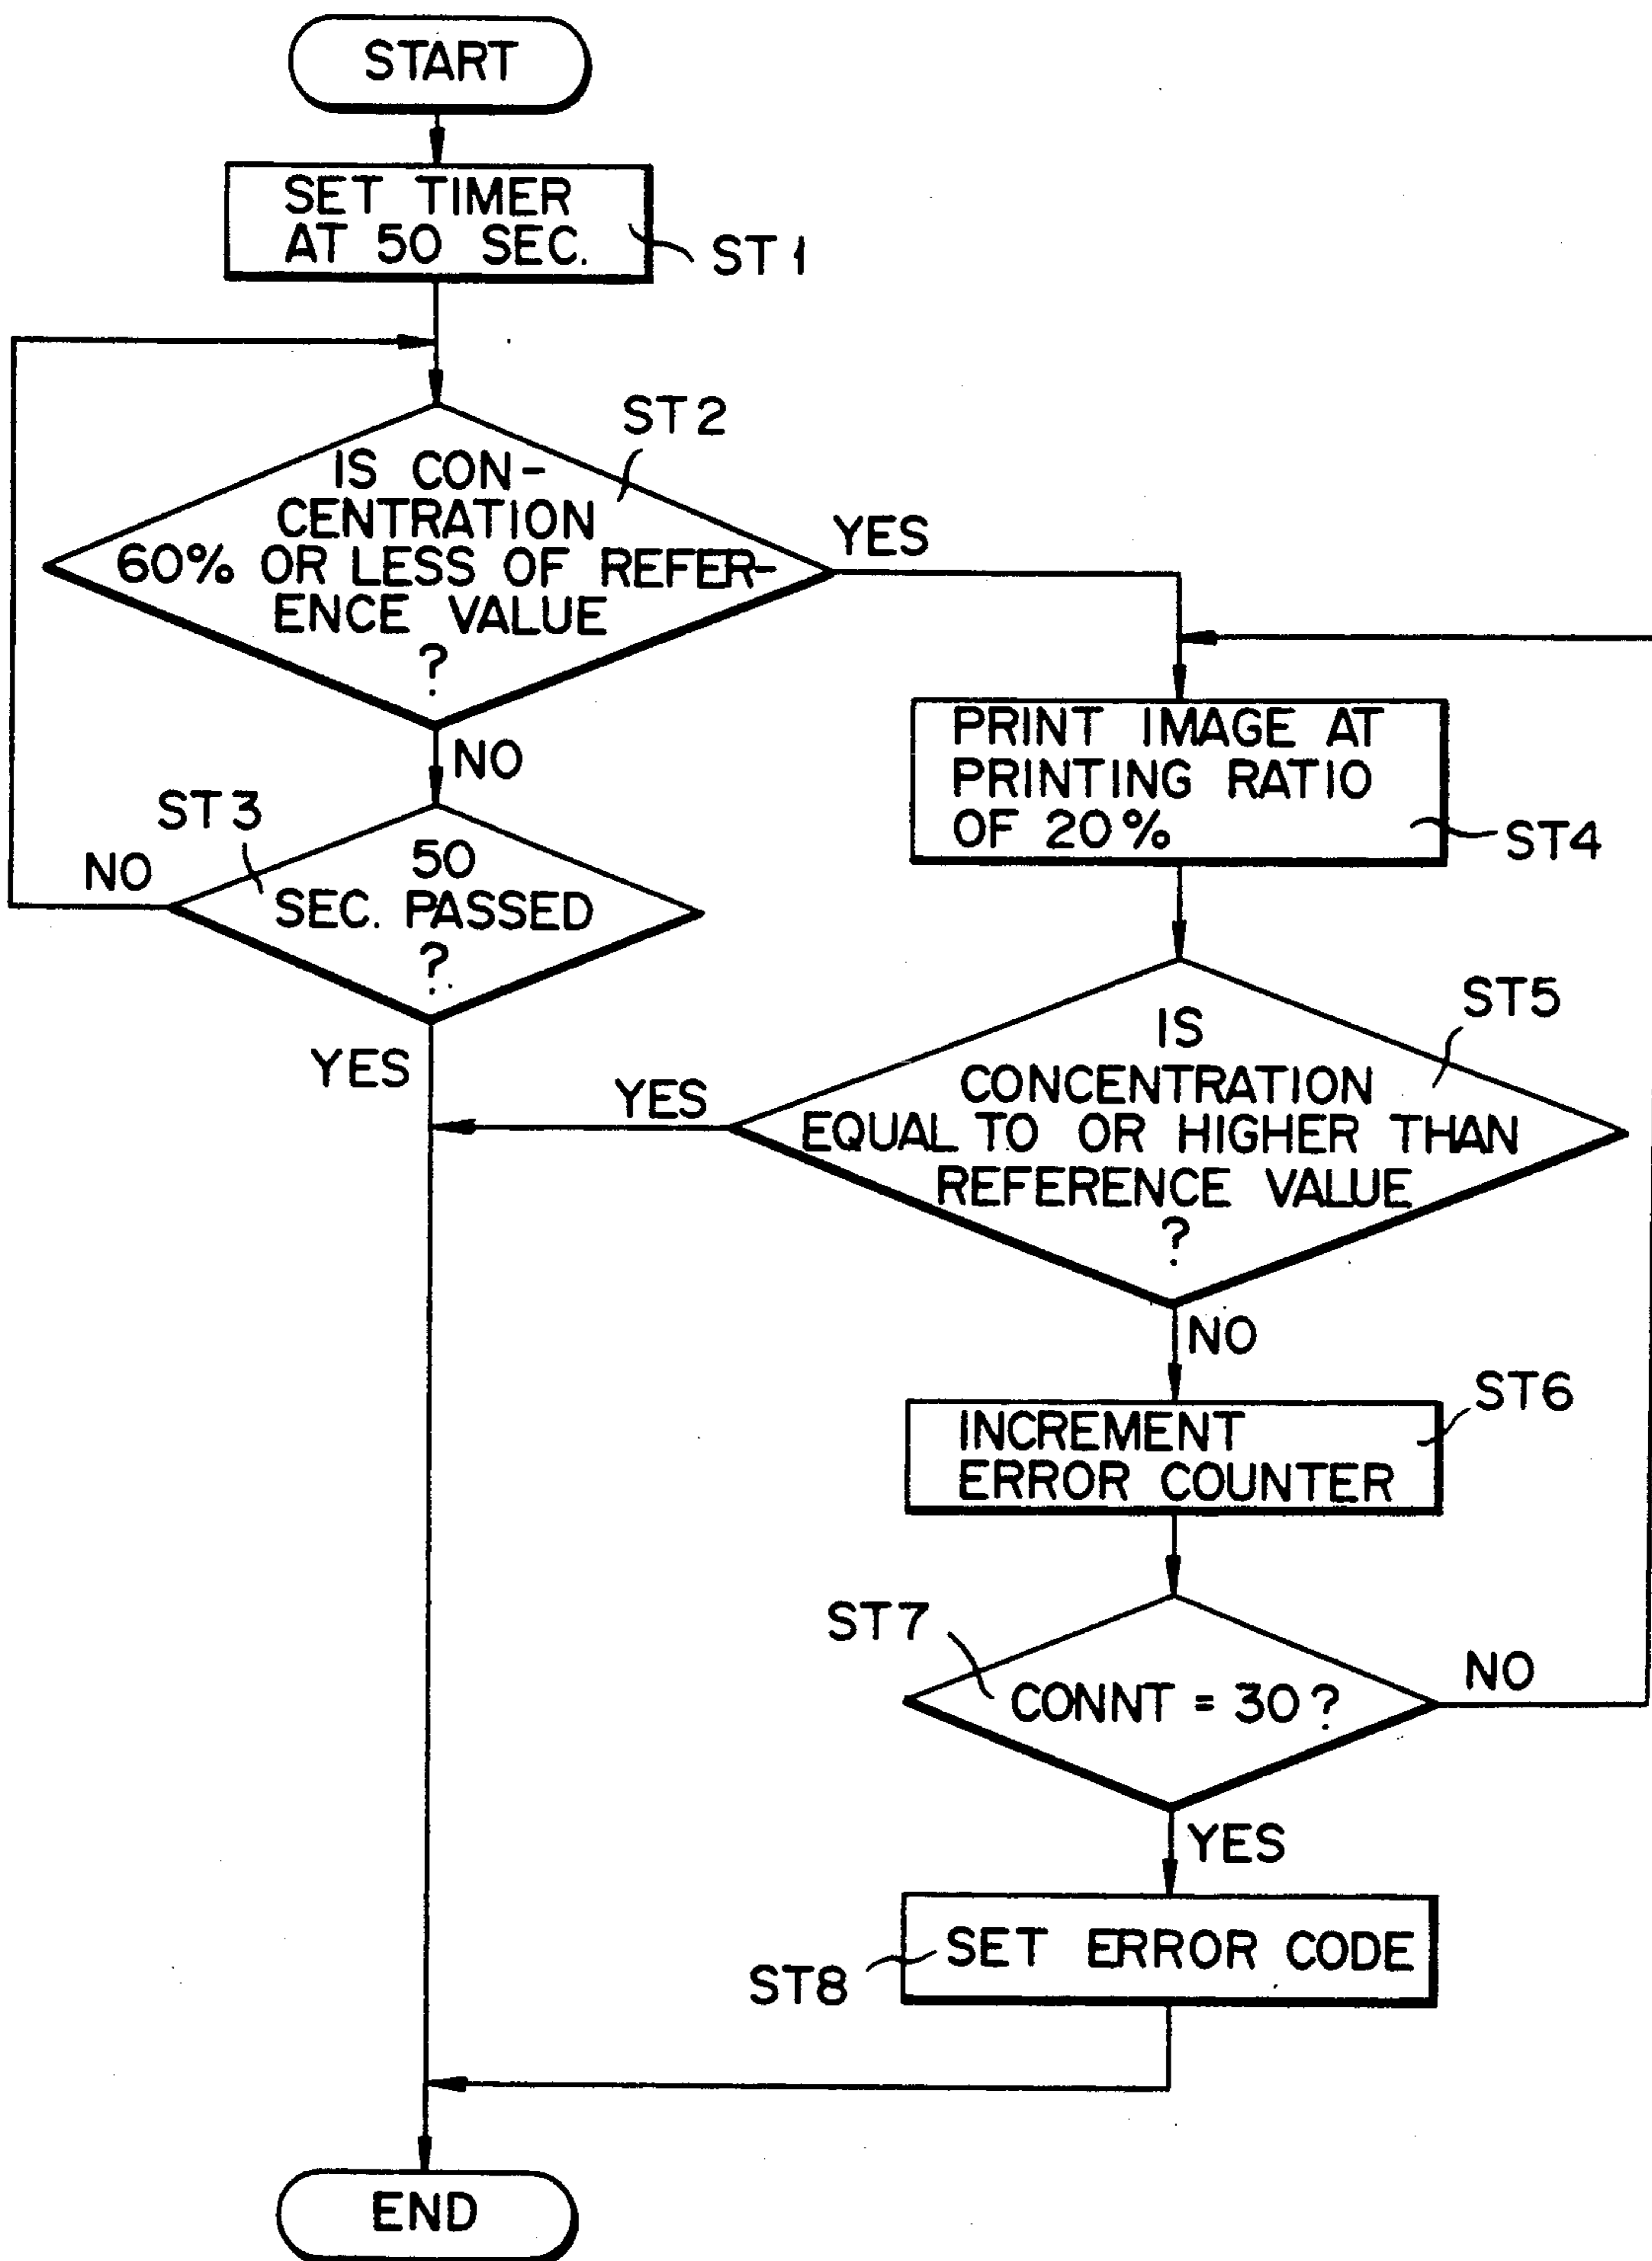 START
SET TIMER
AT 50 SEC.
ST1
ST2
IS CON-
CENTRATION
60% OR LESS OF REFER-
ENCE VALUE
?
YES
NO
ST3
50
SEC. PASSED
?
NO
YES
PRINT IMAGE AT
PRINTING RATIO
OF 20%
ST4
ST5
IS
CONCENTRATION
EQUAL TO OR HIGHER THAN
REFERENCE VALUE
?
YES
NO
ST6
INCREMENT
ERROR COUNTER
ST7
CONNT = 30?
NO
YES
SET ERROR CODE
ST8
END